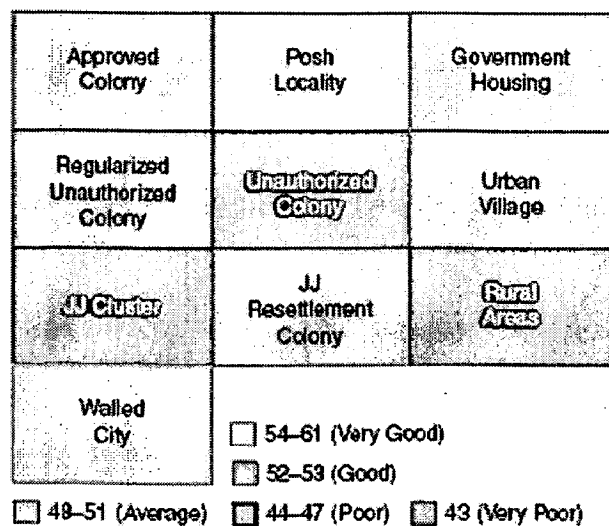 Approved
Colony
Posh
Locality
Government
Housing
Regularized
Unauthorized
Colony
Unauthorized
Colony
Urban
Village
JJ Cluster
JJ
Resettlement
Colony
Rural
Areas
Walled
City
54–61 (Very Good)
52–53 (Good)
48–51 (Average)
44–47 (Poor)
43 (Very Poor)